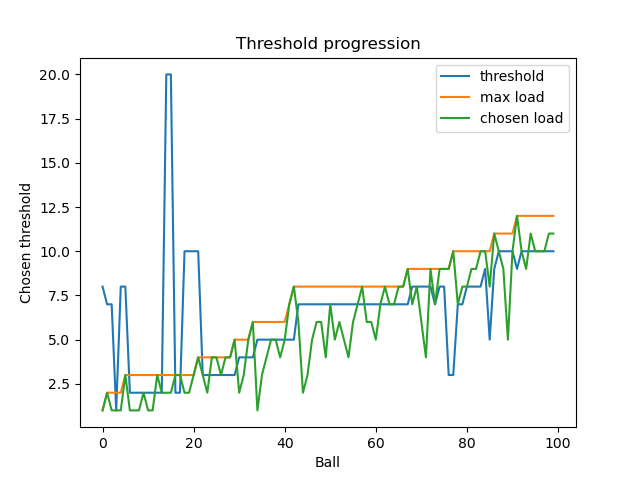 Threshold progression
threshold
max load
chosen load
20.0
17.5
15.0
12.5
10.0
7.5
5.0
2.5
Chosen threshold
0 20 40 60 80 100
Ball